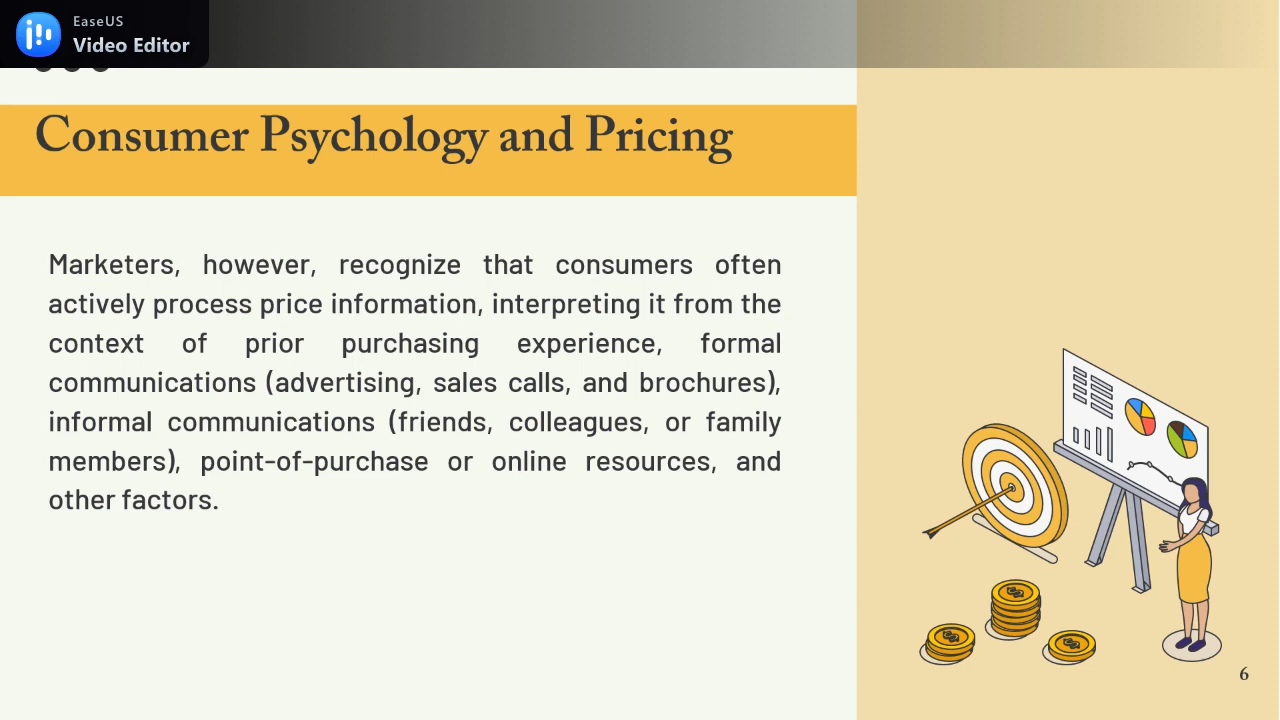 EaseUS
Video Editor
Consumer Psychology and Pricing
Marketers, however, recognize that consumers often
actively process price information, interpreting it from the
context of prior purchasing experience, formal
communications (advertising, sales calls, and brochures),
informal communications (friends, colleagues, or family
members), point-of-purchase or online resources, and
other factors.
6